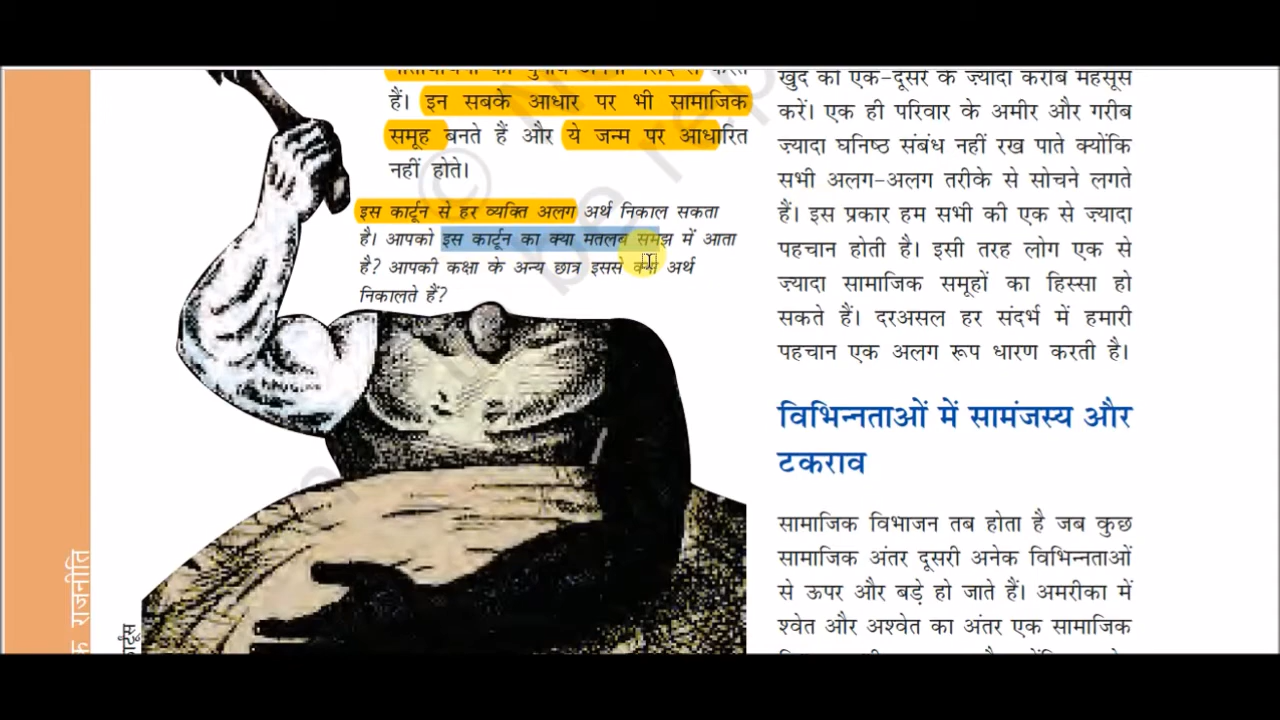 हैं। इन सबके आधार पर भी सामाजिक
समूह बनते हैं और ये जन्म पर आधारित
नहीं होते।
इस कार्टून से हर व्यक्ति अलग अर्थ निकाल सकता
है। आपको इस कार्टून का क्या मतलब समझ में आता
है? आपकी कक्षा के अन्य छात्र इससे क्या अर्थ
निकालते हैं?
खुद को एक-दूसरे के ज़्यादा करीब महसूस
करें। एक ही परिवार के अमीर और गरीब
ज़्यादा घनिष्ठ संबंध नहीं रख पाते क्योंकि
सभी अलग-अलग तरीके से सोचने लगते
हैं। इस प्रकार हम सभी की एक से ज़्यादा
पहचान होती है। इसी तरह लोग एक से
ज़्यादा सामाजिक समूहों का हिस्सा हो
सकते हैं। दरअसल हर संदर्भ में हमारी
पहचान एक अलग रूप धारण करती है।
विभिन्नताओं में सामंजस्य और
टकराव
सामाजिक विभाजन तब होता है जब कुछ
सामाजिक अंतर दूसरी अनेक विभिन्नताओं
से ऊपर और बड़े हो जाते हैं। अमरीका में
श्वेत और अश्वेत का अंतर एक सामाजिक
राजनीति
be rep